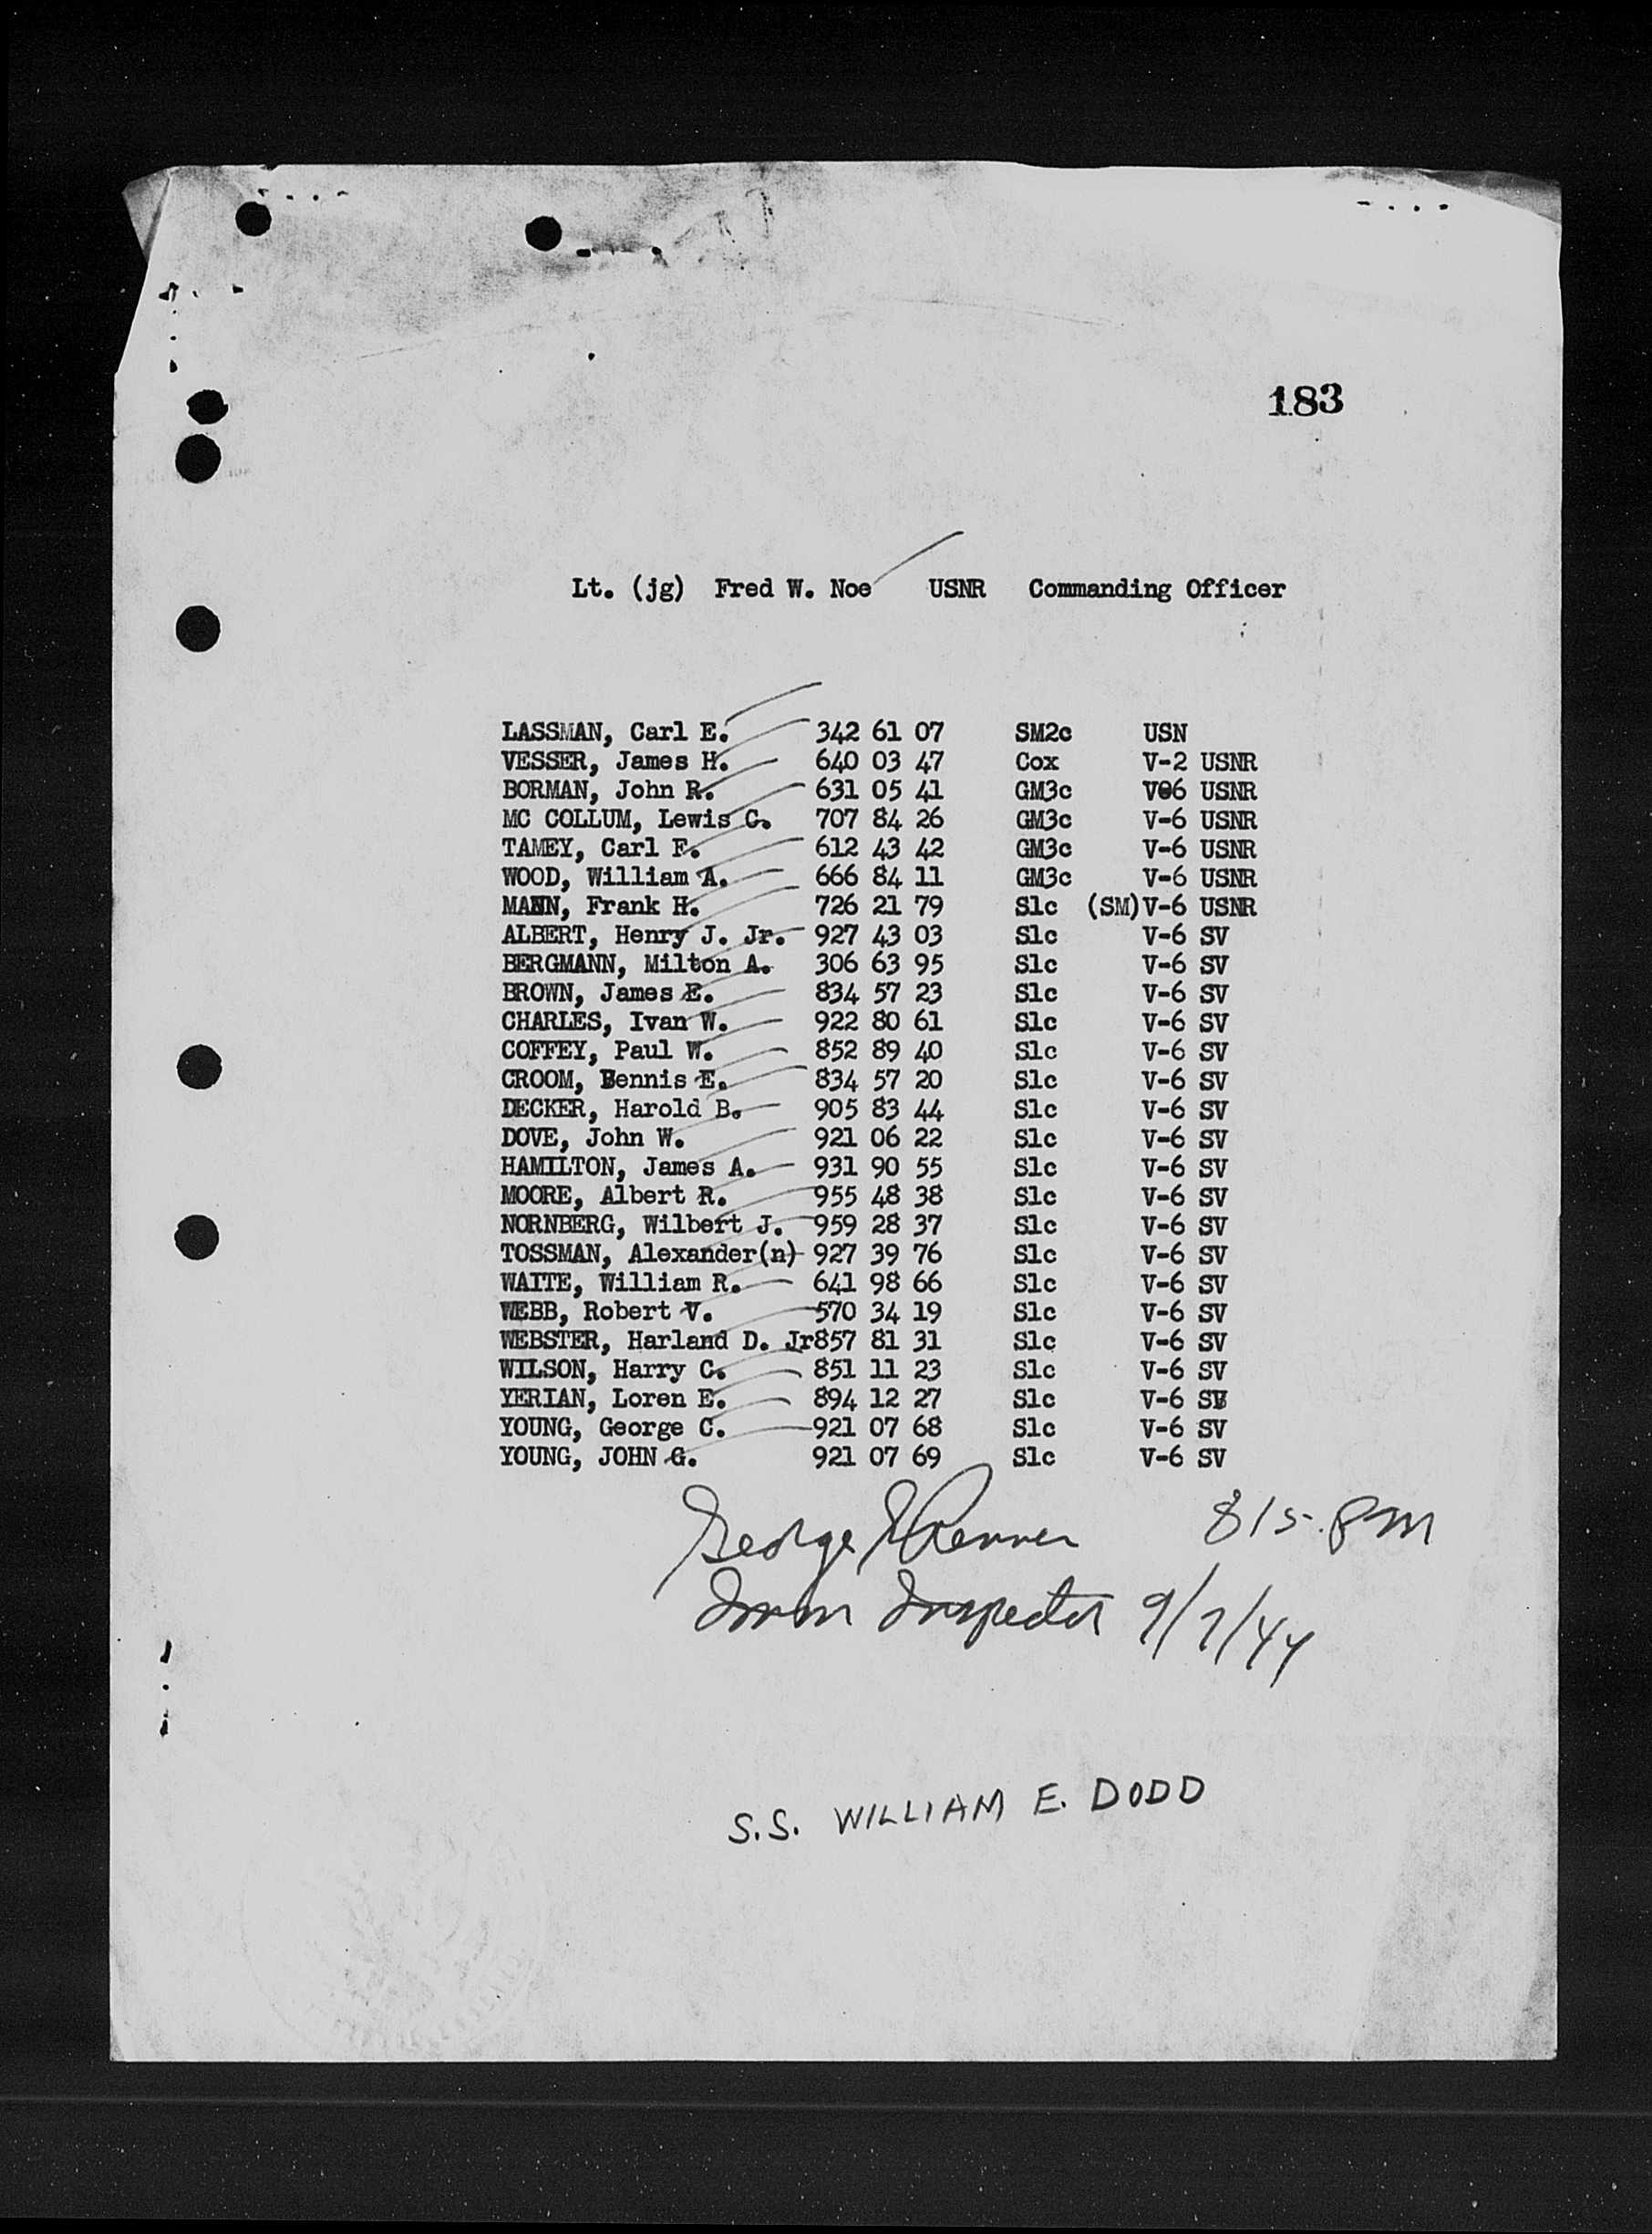 183
Lt. (jg) Fred W. Noe USNR Commanding Officer
LASSMAN, Carl E. 342 61 07 SM2c USN
VESSER, James H. 640 03 47 Cox V-2 USNR
BORMAN, John R. 631 05 41 GM3c V06 USNR
MC COLLUM, Lewis C. 707 84 26 GM3c V-6 USNR
TAMEY, Carl F. 612 43 42 GM3c V-6 USNR
WOOD, William A. 666 84 11 GM3c V-6 USNR
MANN, Frank H. 726 21 79 S1c (SM)V-6 USNR
ALBERT, Henry J. Jr. 927 43 03 S1c V-6 SV
BERGMANN, Milton A. 306 63 95 S1c V-6 SV
BROWN, James E. 834 57 23 S1c V-6 SV
CHARLES, Ivan W. 922 80 61 S1c V-6 SV
COFFEY, Paul W. 852 89 40 S1c V-6 SV
CROOM, Dennis E. 834 57 20 S1c V-6 SV
DECKER, Harold B. 905 83 44 S1c V-6 SV
DOVE, John W. 921 06 22 S1c V-6 SV
HAMILTON, James A. 931 90 55 S1c V-6 SV
MOORE, Albert R. 955 48 38 S1c V-6 SV
NORNBERG, Wilbert J. 959 28 37 S1c V-6 SV
TOSSMAN, Alexander(n) 927 39 76 S1c V-6 SV
WAITE, William R. 641 98 66 S1c V-6 SV
WEBB, Robert V. 570 34 19 S1c V-6 SV
WEBSTER, Harland D. Jr857 81 31 S1c V-6 SV
WILSON, Harry C. 851 11 23 S1c V-6 SV
YERIAN, Loren E. 894 12 27 S1c V-6 SV
YOUNG, George C. 921 07 68 S1c V-6 SV
YOUNG, JOHN G. 921 07 69 S1c V-6 SV
George 815 PM
Imm Inspector 9/7/44
S.S. WILLIAM E. DODD